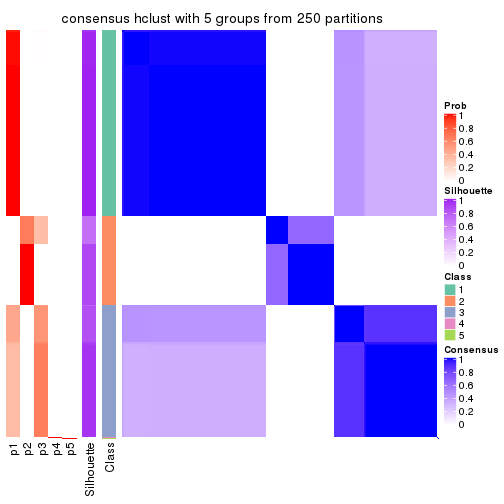 consensus hclust with 5 groups from 250 partitions
Prob
1
0.8
0.6
0.4
0.2
0
Silhouette
1
0.8
0.6
0.4
0.2
0
Class
1
2
3
4
5
Consensus
1
0.8
0.6
0.4
0.2
0
p1
p2
p3
p4
p5
Silhouette
Class